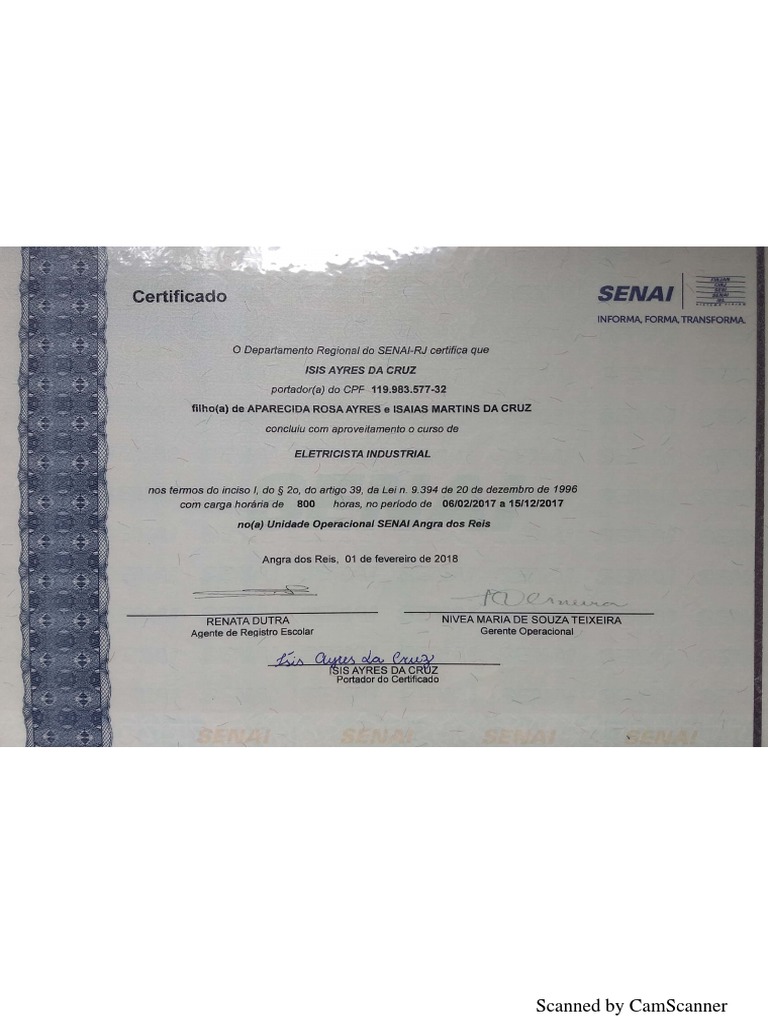 Certificado
SENAI
INFORMA, FORMA, TRANSFORMA.
O Departamento Regional do SENAI-RJ certifica que
ISIS AYRES DA CRUZ
portador(a) do CPF 119.983.577-32
filho(a) de APARECIDA ROSA AYRES e ISAIAS MARTINS DA CRUZ
concluiu com aproveitamento o curso de
ELETRICISTA INDUSTRIAL
nos termos do inciso I, do § 2o, do artigo 39, da Lei n. 9.394 de 20 de dezembro de 1996
com carga horária de 800 horas, no período de 06/02/2017 a 15/12/2017
no(a) Unidade Operacional SENAI Angra dos Reis
Angra dos Reis, 01 de fevereiro de 2018
RENATA DUTRA
Agente de Registro Escolar
NIVEA MARIA DE SOUZA TEIXEIRA
Gerente Operacional
Isis Ayres da Cruz
ISIS AYRES DA CRUZ
Portador do Certificado
SENAI SENAI SENAI SENAI
Scanned by CamScanner